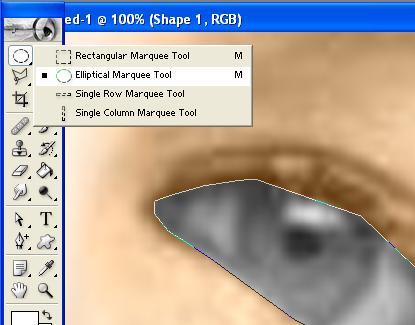 ed-1 @ 100% (Shape 1, RGB)
Rectangular Marquee Tool M
Elliptical Marquee Tool M
Single Row Marquee Tool
Single Column Marquee Tool
T